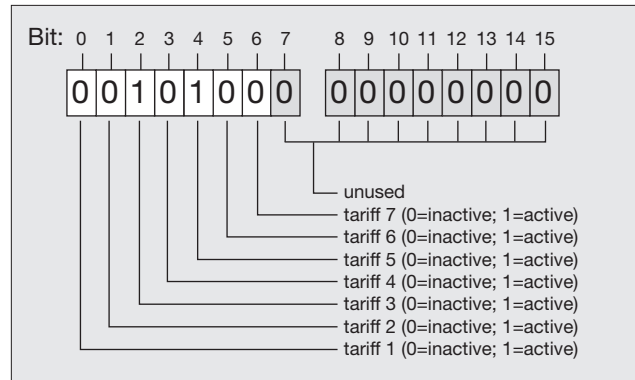 Bit: 0 1 2 3 4 5 6 7 8 9 10 11 12 13 14 15
0 0 1 0 1 0 0 0 0 0 0 0 0 0 0 0
unused
tariff 7 (0=inactive; 1=active)
tariff 6 (0=inactive; 1=active)
tariff 5 (0=inactive; 1=active)
tariff 4 (0=inactive; 1=active)
tariff 3 (0=inactive; 1=active)
tariff 2 (0=inactive; 1=active)
tariff 1 (0=inactive; 1=active)